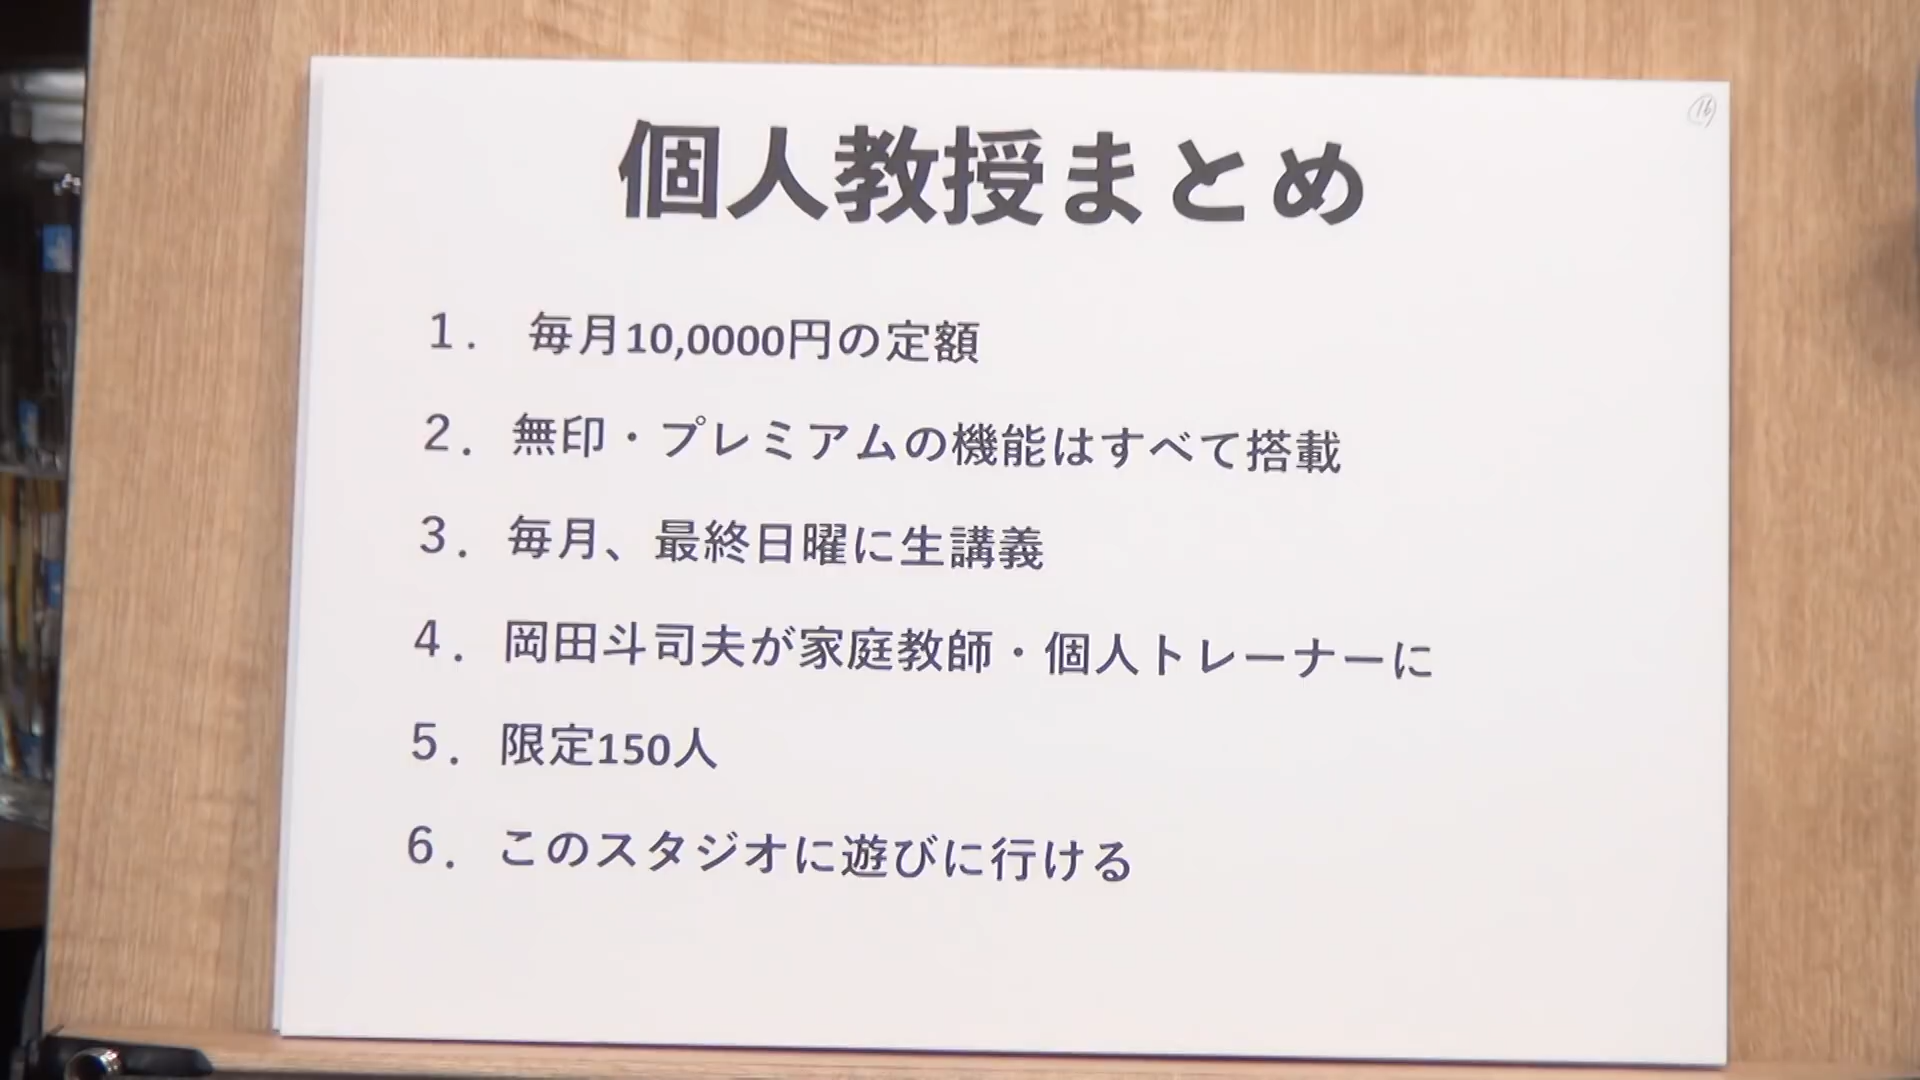 ⑯
個人教授まとめ
１． 毎月10,0000円の定額
２．無印・プレミアムの機能はすべて搭載
３．毎月、最終日曜に生講義
４．岡田斗司夫が家庭教師・個人トレーナーに
５．限定150人
６．このスタジオに遊びに行ける